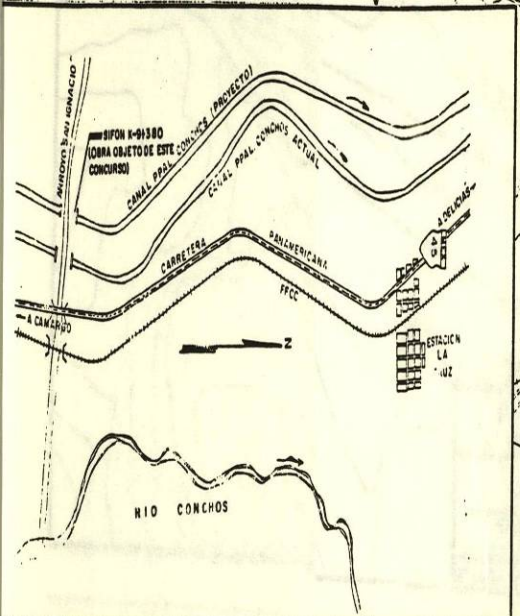 ARROYO SAN IGNACIO
SIFON K-9+380
(OBRA OBJETO DE ESTE
CONCURSO)
CANAL PPAL. CONCHOS (PROYECTO)
CANAL PPAL. CONCHOS ACTUAL
CARRETERA PANAMERICANA
FFCC
A DELICIAS
A CAMARGO
N
ESTACION
LA
RIO CONCHOS